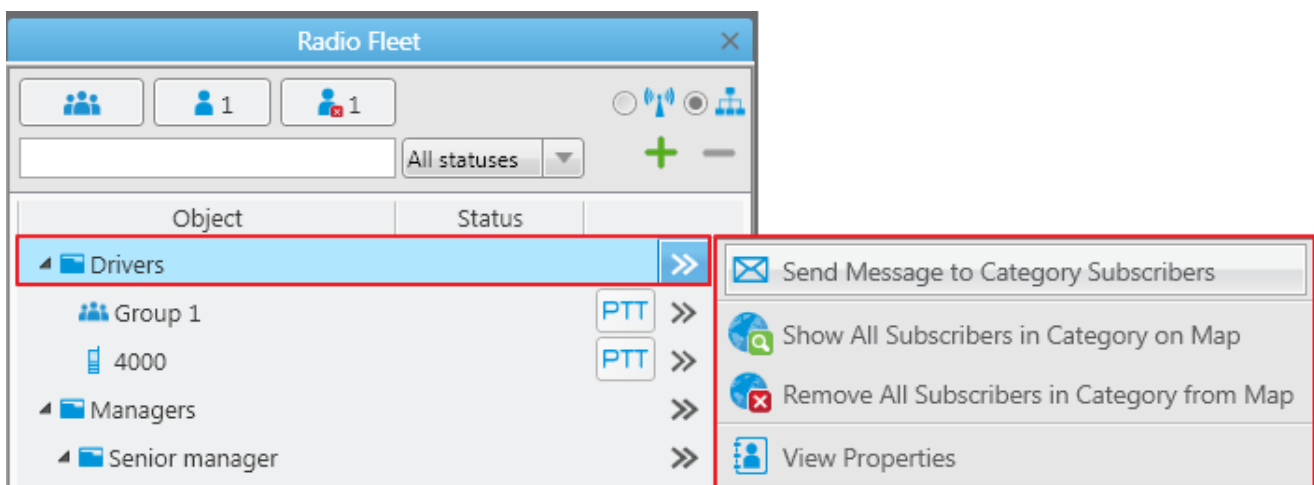 Radio Fleet
1 1
All statuses
Object Status
Drivers
Send Message to Category Subscribers
Group 1 PTT
Show All Subscribers in Category on Map
4000 PTT
Remove All Subscribers in Category from Map
Managers
Senior manager
View Properties